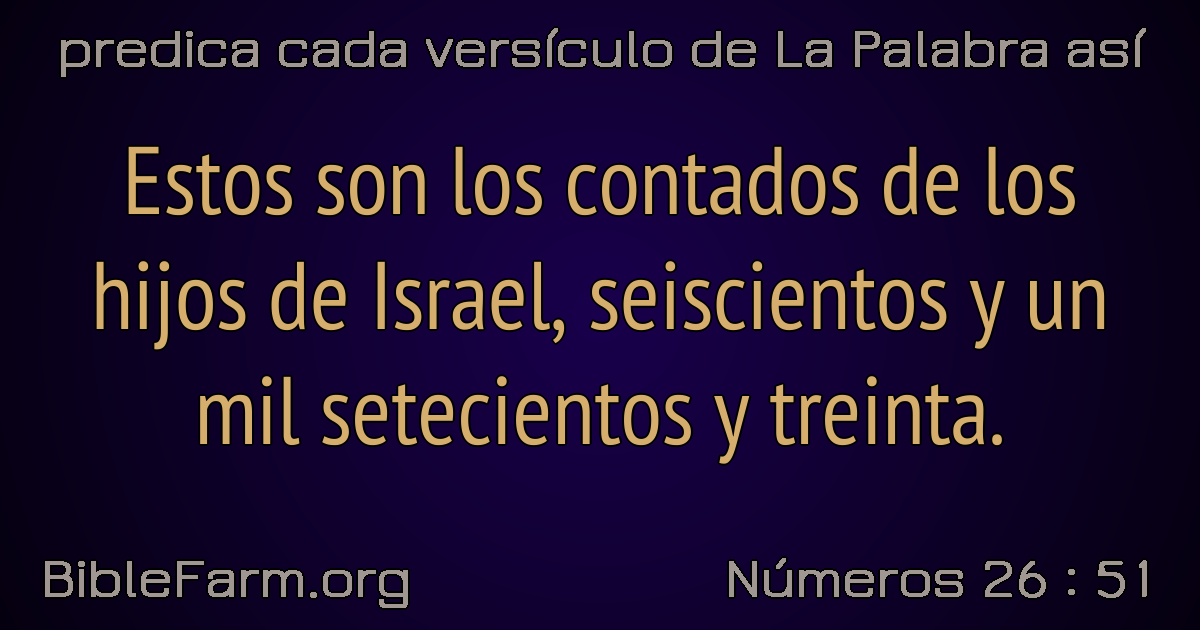 predica cada versículo de La Palabra así
Estos son los contados de los
hijos de Israel, seiscientos y un
mil setecientos y treinta.
BibleFarm.org
Números 26 : 51